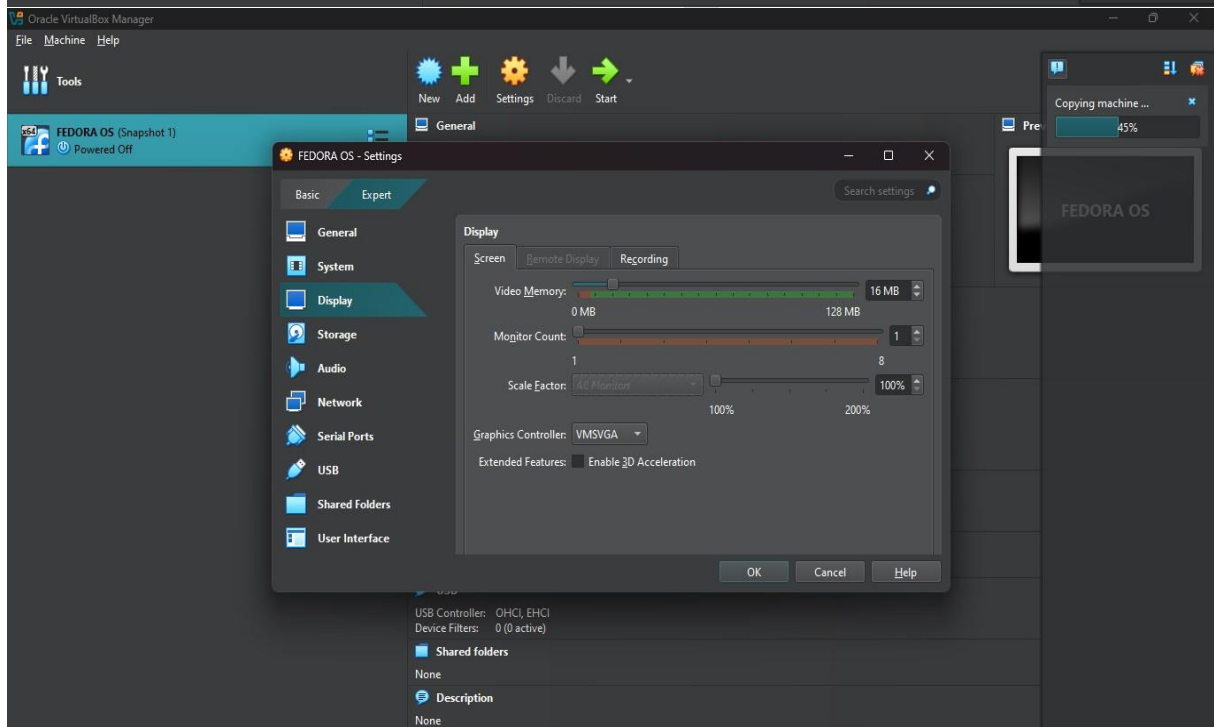 Oracle VirtualBox Manager
File Machine Help
Tools
New Add Settings Discard Start
Copying machine ...
45%
x64
FEDORA OS (Snapshot 1)
Powered Off
General
Pre
FEDORA OS
FEDORA OS - Settings
Basic Expert
Search settings
General
System
Display
Storage
Audio
Network
Serial Ports
USB
Shared Folders
User Interface
Display
Screen Remote Display Recording
Video Memory: 16 MB
0 MB 128 MB
Monitor Count: 1
1 8
Scale Factor: All Monitors 100%
100% 200%
Graphics Controller: VMSVGA
Extended Features: Enable 3D Acceleration
OK Cancel Help
USB
USB Controller: OHCI, EHCI
Device Filters: 0 (0 active)
Shared folders
None
Description
None